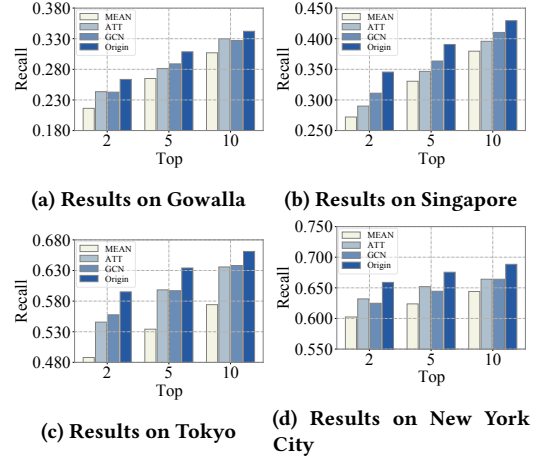 0.380
0.330
0.280
0.230
0.180
Recall
MEAN
ATT
GCN
Origin
2 5 10
Top
(a) Results on Gowalla
0.450
0.400
0.350
0.300
0.250
Recall
MEAN
ATT
GCN
Origin
2 5 10
Top
(b) Results on Singapore
0.680
0.630
0.580
0.530
0.480
Recall
MEAN
ATT
GCN
Origin
2 5 10
Top
(c) Results on Tokyo
0.750
0.700
0.650
0.600
0.550
Recall
MEAN
ATT
GCN
Origin
2 5 10
Top
(d) Results on New York
City